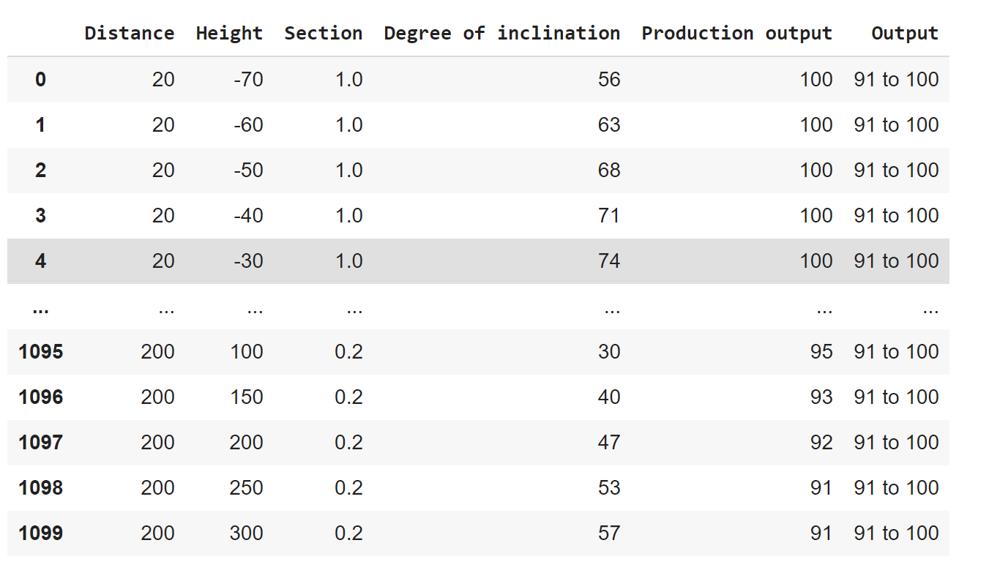 Distance Height Section Degree of inclination Production output Output
0 20 -70 1.0 56 100 91 to 100
1 20 -60 1.0 63 100 91 to 100
2 20 -50 1.0 68 100 91 to 100
3 20 -40 1.0 71 100 91 to 100
4 20 -30 1.0 74 100 91 to 100
... ... ... ... ... ... ...
1095 200 100 0.2 30 95 91 to 100
1096 200 150 0.2 40 93 91 to 100
1097 200 200 0.2 47 92 91 to 100
1098 200 250 0.2 53 91 91 to 100
1099 200 300 0.2 57 91 91 to 100